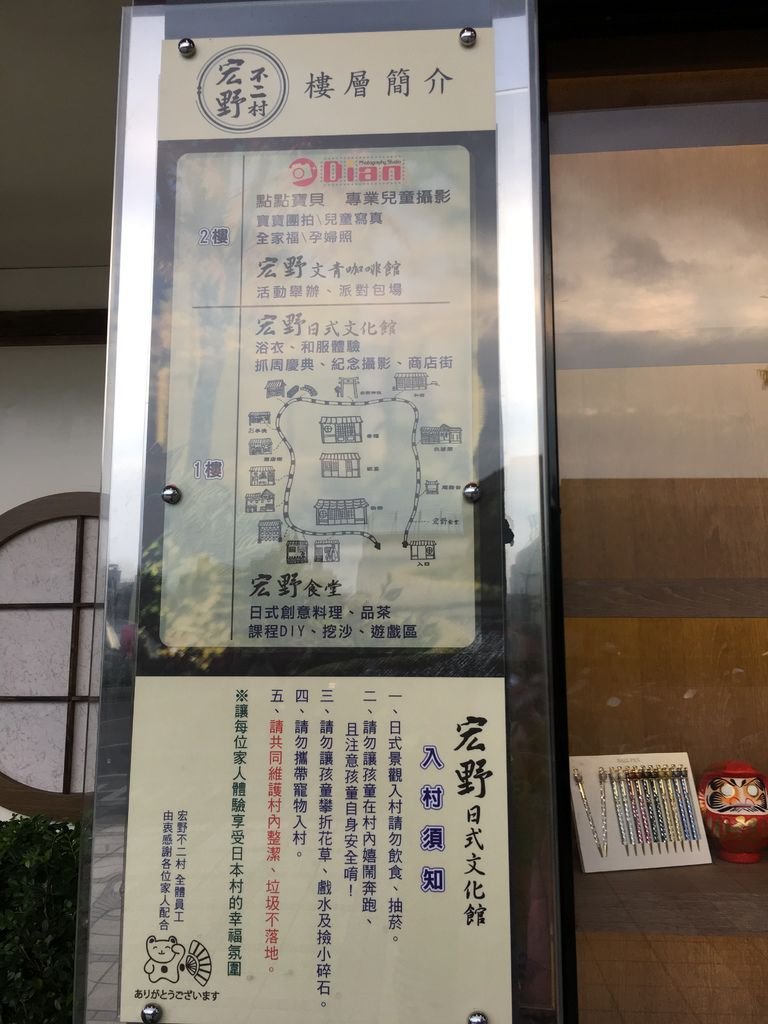 宏野
不二村
樓層簡介
Photography Studio
Dian
點點寶貝 專業兒童攝影
寶寶團拍\兒童寫真
全家福\孕婦照
2樓
宏野文青咖啡館
活動舉辦、派對包場
宏野日式文化館
浴衣、和服體驗
抓周慶典、紀念攝影、商店街
1樓
宏野食堂
入口
宏野食堂
日式創意料理、品茶
課程DIY、挖沙、遊戲區
宏野日式文化館
入村須知
一、日式景觀入村請勿飲食、抽菸。
二、請勿讓孩童在村內嬉鬧奔跑、
且注意孩童自身安全唷！
三、請勿讓孩童攀折花草、戲水及撿小碎石。
四、請勿攜帶寵物入村。
五、請共同維護村內整潔、垃圾不落地。
※讓每位家人體驗享受日本村的幸福氛圍
宏野不二村 全體員工
由衷感謝各位家人配合
ありがとうございます